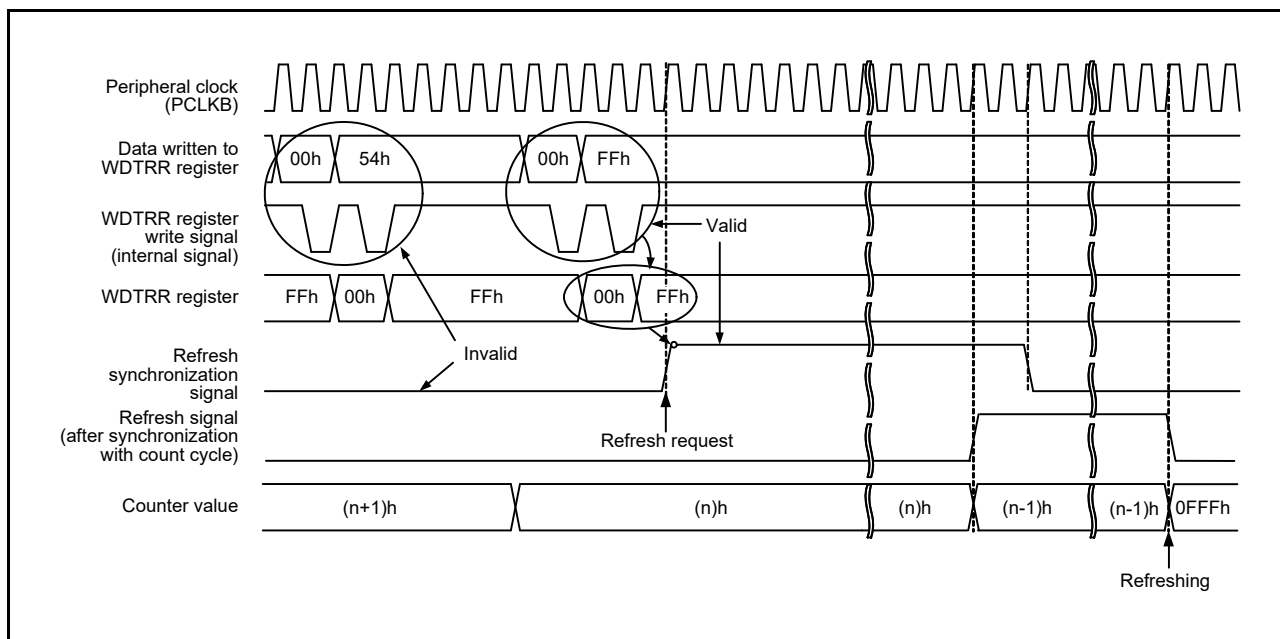 Peripheral clock
(PCLKB)
Data written to
WDTRR register
00h 54h 00h FFh
WDTRR register
write signal
(internal signal)
Valid
WDTRR register
FFh 00h FFh 00h FFh
Invalid
Refresh
synchronization
signal
Refresh request
Refresh signal
(after synchronization
with count cycle)
Counter value
(n+1)h (n)h (n)h (n-1)h (n-1)h 0FFFh
Refreshing